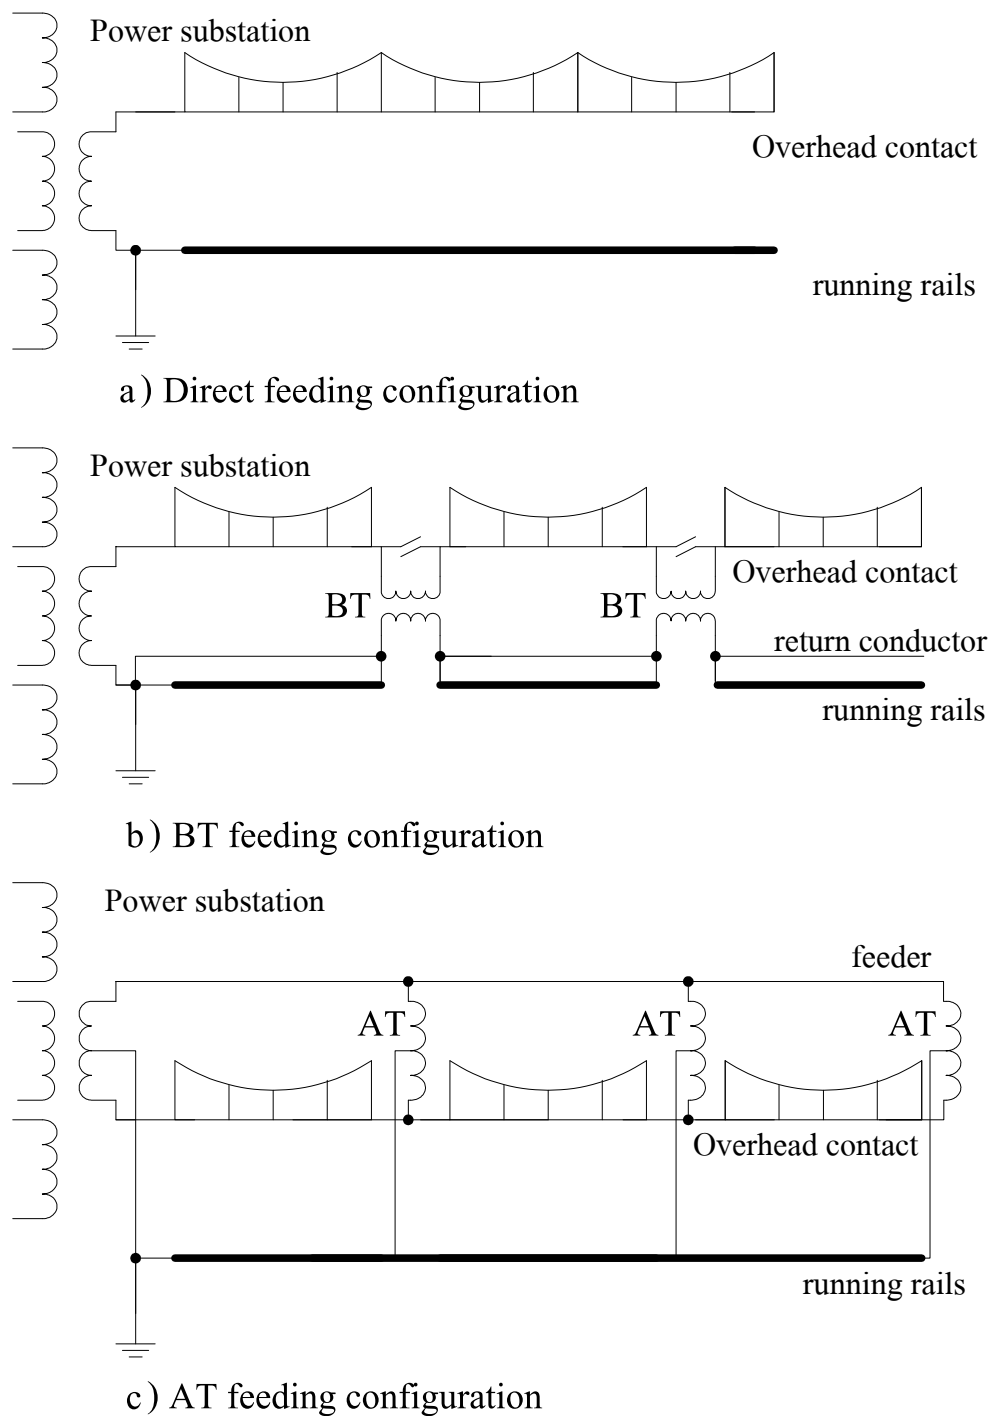 Power substation
Overhead contact
running rails
a) Direct feeding configuration
Power substation
Overhead contact
BT BT
return conductor
running rails
b) BT feeding configuration
Power substation
feeder
AT AT AT
Overhead contact
running rails
c) AT feeding configuration